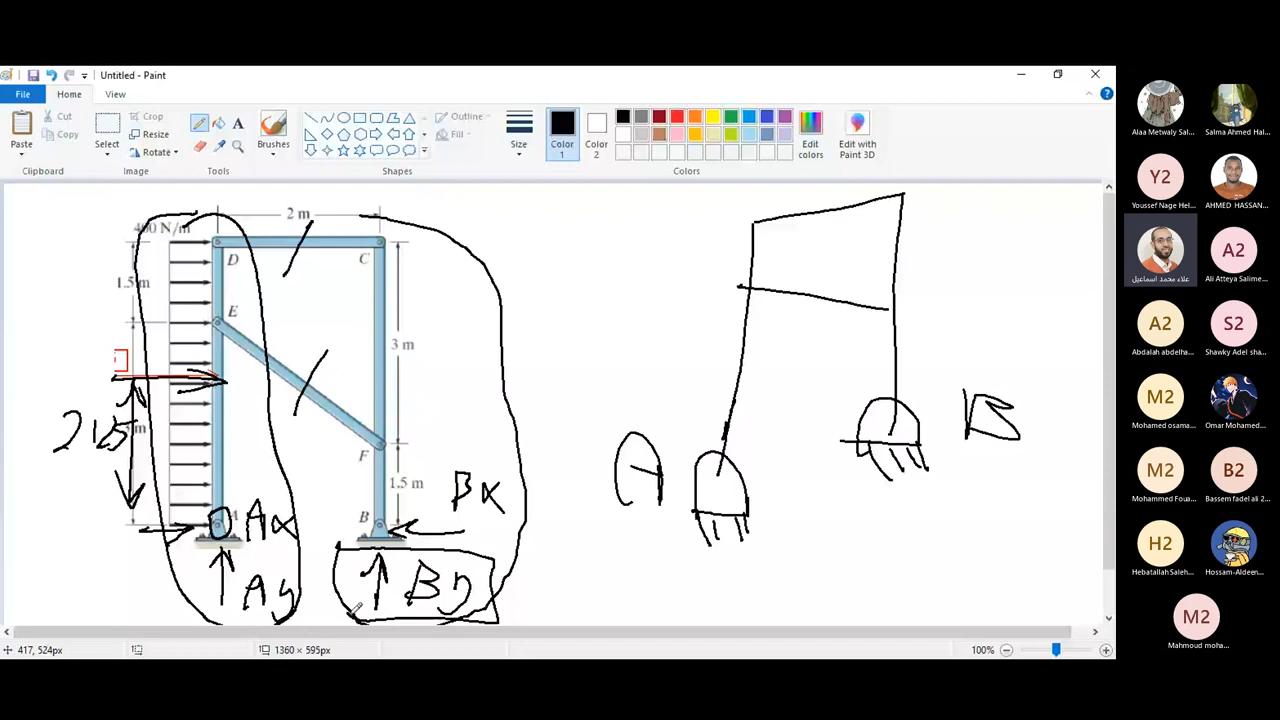 Untitled - Paint
File
Home
View
Paste
Cut
Copy
Clipboard
Select
Crop
Resize
Rotate
Image
A
Tools
Brushes
Outline
Fill
Shapes
Size
Color 1
Color 2
Edit colors
Colors
Edit with Paint 3D
2 m
N/m
D
C
1.5 m
E
3 m
F
1.5 m
A
B
Ax
Ay
Bx
By
A
B
417, 524px
1360 × 595px
100%
Alaa Metwaly Sal...
Salma Ahmed Hal...
Y2
Youssef Nage Hel...
AHMED HASSAN...
علاء محمد اسماعيل
A2
Ali Atteya Salime...
A2
Abdalah abdelha...
S2
Shawky Adel sha...
M2
Mohamed osama...
Omar Mohamed...
M2
Mohammed Foua...
B2
Bassem fadel ali 2...
H2
Hebatallah Saleh...
Hossam-Aldeen...
M2
Mahmoud moha...